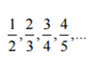 1/2, 2/3, 3/4, 4/5, ...